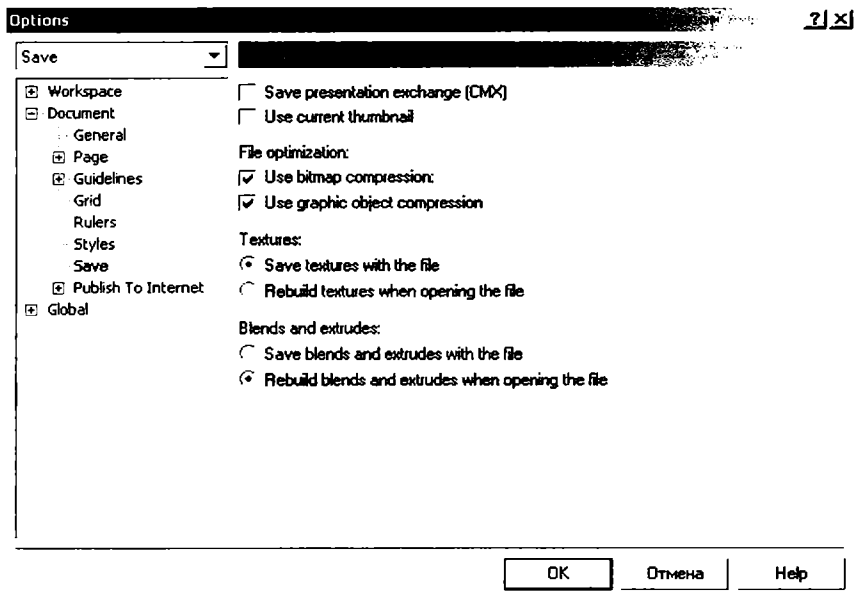 Options
Save
Workspace
Document
General
Page
Guidelines
Grid
Rulers
Styles
Save
Publish To Internet
Global
Save presentation exchange (CMX)
Use current thumbnail
File optimization:
Use bitmap compression:
Use graphic object compression
Textures:
Save textures with the file
Rebuild textures when opening the file
Blends and extrudes:
Save blends and extrudes with the file
Rebuild blends and extrudes when opening the file
OK
Отмена
Help